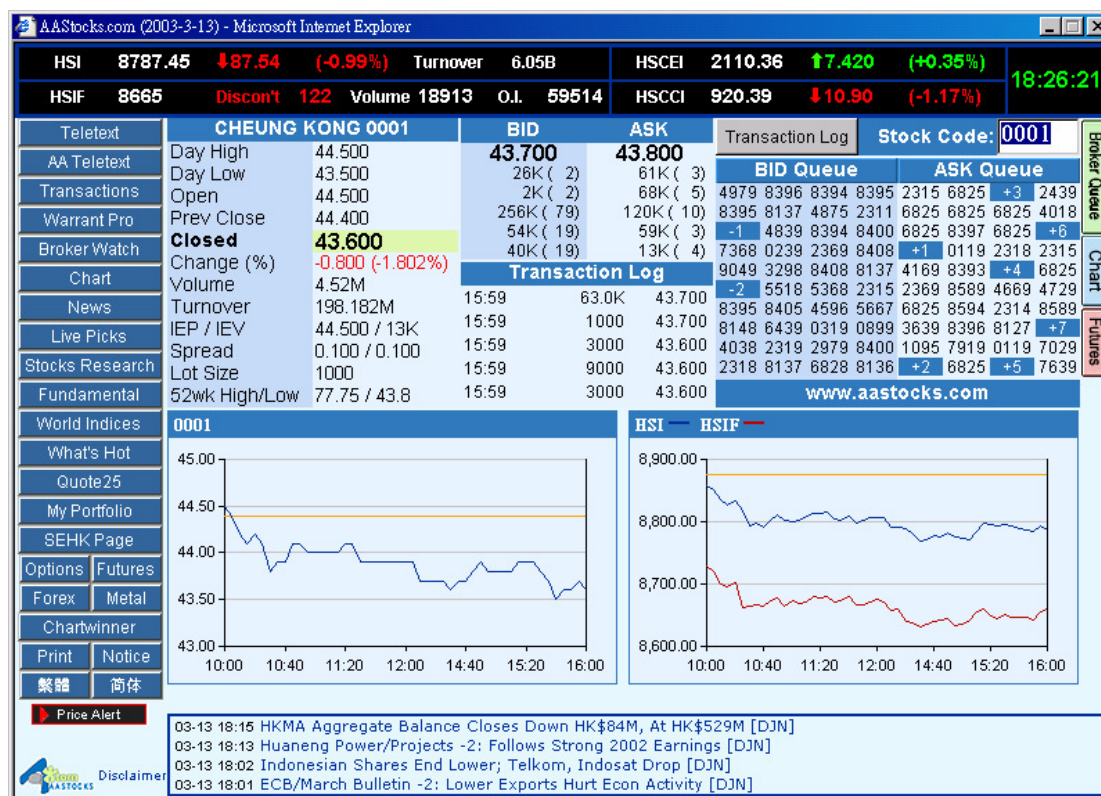 AAStocks.com (2003-3-13) - Microsoft Internet Explorer
HSI 8787.45 ⬇87.54 (-0.99%) Turnover 6.05B HSCEI 2110.36 ⬆7.420 (+0.35%)
18:26:21
HSIF 8665 Discon't 122 Volume 18913 O.I. 59514 HSCCI 920.39 ⬇10.90 (-1.17%)
Teletext
AA Teletext
Transactions
Warrant Pro
Broker Watch
Chart
News
Live Picks
Stocks Research
Fundamental
World Indices
What's Hot
Quote25
My Portfolio
SEHK Page
Options Futures
Forex Metal
Chartwinner
Print Notice
繁體 简体
Price Alert
AASTOCKS
Disclaimer
CHEUNG KONG 0001
Day High 44.500
Day Low 43.500
Open 44.500
Prev Close 44.400
Closed 43.600
Change (%) -0.800 (-1.802%)
Volume 4.52M
Turnover 198.182M
IEP / IEV 44.500 / 13K
Spread 0.100 / 0.100
Lot Size 1000
52wk High/Low 77.75 / 43.8
BID ASK
43.700 43.800
26K ( 2) 61K ( 3)
2K ( 2) 68K ( 5)
256K ( 79) 120K ( 10)
54K ( 19) 59K ( 3)
40K ( 19) 13K ( 4)
Transaction Log
15:59 63.0K 43.700
15:59 1000 43.700
15:59 3000 43.600
15:59 9000 43.600
15:59 3000 43.600
Transaction Log Stock Code: 0001
BID Queue ASK Queue
4979 8396 8394 8395 2315 6825 +3 2439
8395 8137 4875 2311 6825 6825 6825 4018
-1 4839 8394 8400 6825 8397 6825 +6
7368 0239 2369 8408 +1 0119 2318 2315
9049 3298 8408 8137 4169 8393 +4 6825
-2 5518 5368 2315 2369 8589 4669 4729
8395 8405 4596 5667 6825 8594 2314 8589
8148 6439 0319 0899 3639 8396 8127 +7
4038 2319 2979 8400 1095 7919 0119 7029
2318 8137 6828 8136 +2 6825 +5 7639
www.aastocks.com
Broker Queue
Chart
Futures
0001
45.00
44.50
44.00
43.50
43.00
10:00 10:40 11:20 12:00 14:40 15:20 16:00
HSI HSIF
8,900.00
8,800.00
8,700.00
8,600.00
10:00 10:40 11:20 12:00 14:40 15:20 16:00
03-13 18:15 HKMA Aggregate Balance Closes Down HK$84M, At HK$529M [DJN]
03-13 18:13 Huaneng Power/Projects -2: Follows Strong 2002 Earnings [DJN]
03-13 18:02 Indonesian Shares End Lower; Telkom, Indosat Drop [DJN]
03-13 18:01 ECB/March Bulletin -2: Lower Exports Hurt Econ Activity [DJN]